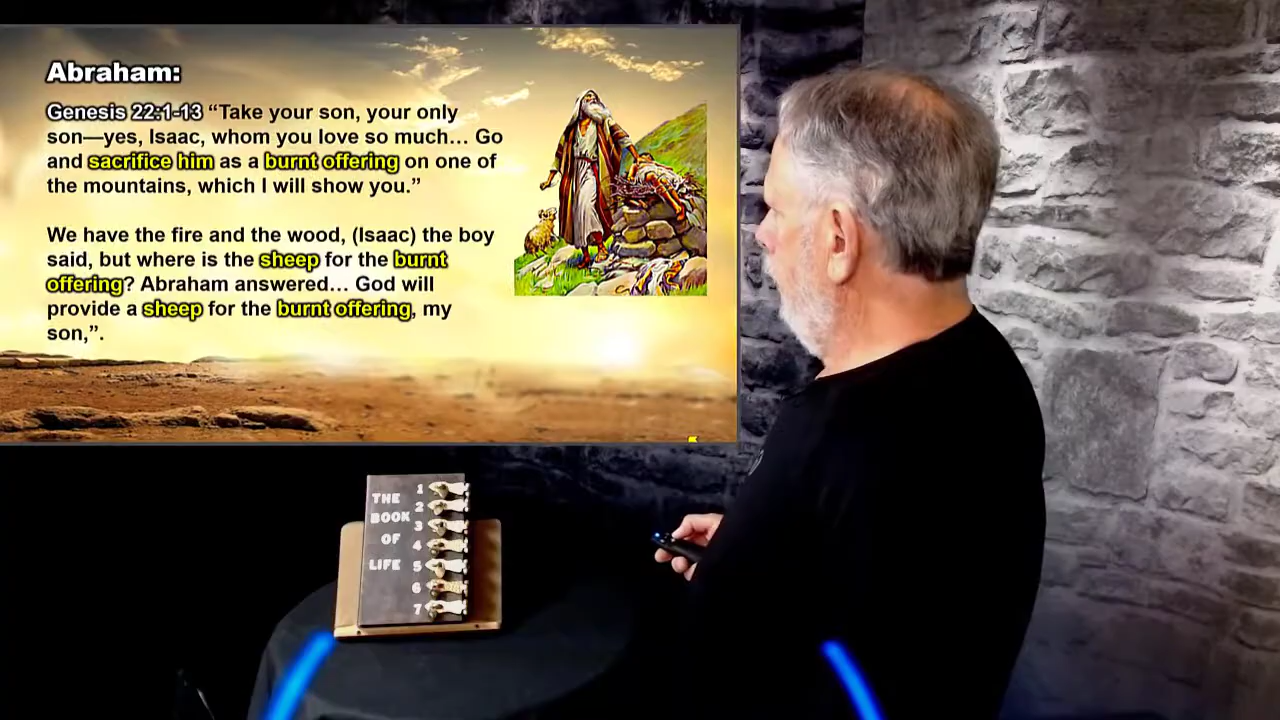 Abraham:
Genesis 22:1-13 “Take your son, your only
son—yes, Isaac, whom you love so much… Go
and sacrifice him as a burnt offering on one of
the mountains, which I will show you.”
We have the fire and the wood, (Isaac) the boy
said, but where is the sheep for the burnt
offering? Abraham answered… God will
provide a sheep for the burnt offering, my
son,”.
THE
BOOK
OF
LIFE
1
2
3
4
5
6
7